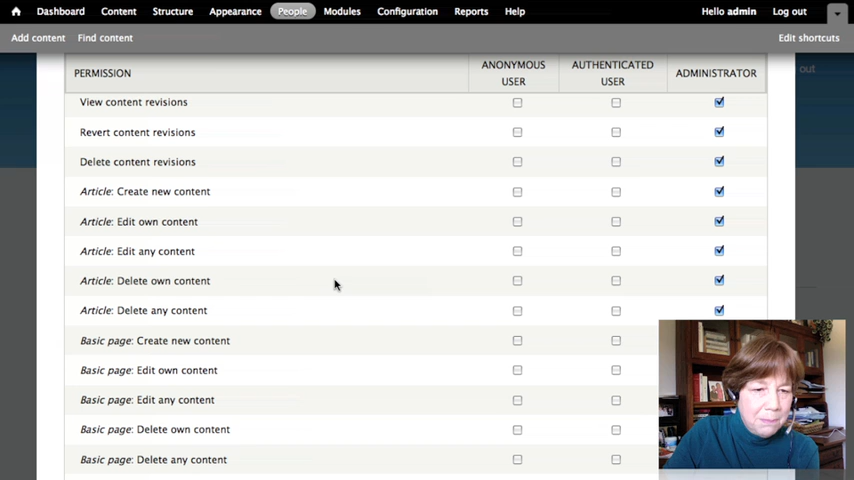 Dashboard Content Structure Appearance People Modules Configuration Reports Help Hello admin Log out
Add content Find content Edit shortcuts
out
PERMISSION ANONYMOUS USER AUTHENTICATED USER ADMINISTRATOR
View content revisions
Revert content revisions
Delete content revisions
Article: Create new content
Article: Edit own content
Article: Edit any content
Article: Delete own content
Article: Delete any content
Basic page: Create new content
Basic page: Edit own content
Basic page: Edit any content
Basic page: Delete own content
Basic page: Delete any content